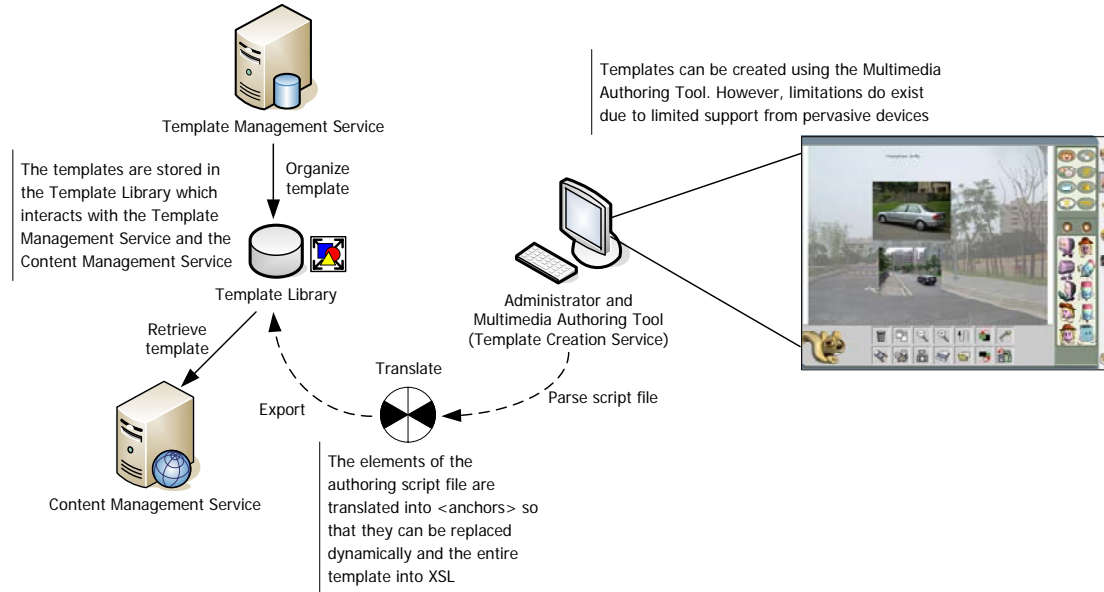 Template Management Service
Templates can be created using the Multimedia
Authoring Tool. However, limitations do exist
due to limited support from pervasive devices
The templates are stored in
the Template Library which
interacts with the Template
Management Service and the
Content Management Service
Organize
template
Template Library
Administrator and
Multimedia Authoring Tool
(Template Creation Service)
Retrieve
template
Translate
Export
Parse script file
Content Management Service
The elements of the
authoring script file are
translated into <anchors> so
that they can be replaced
dynamically and the entire
template into XSL